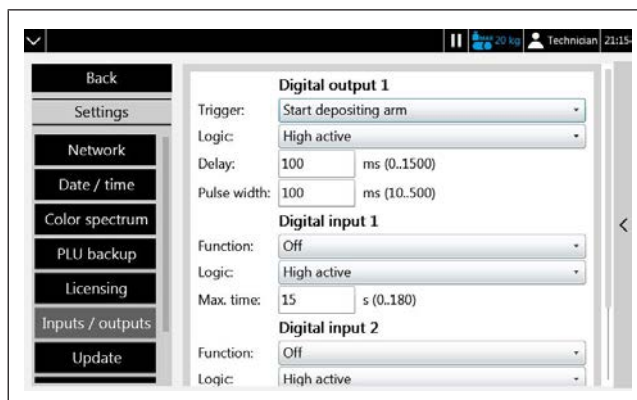 MAX 20 kg Technician 21:15
Back
Settings
Network
Date / time
Color spectrum
PLU backup
Licensing
Inputs / outputs
Update
Digital output 1
Trigger: Start depositing arm
Logic: High active
Delay: 100 ms (0..1500)
Pulse width: 100 ms (10..500)
Digital input 1
Function: Off
Logic: High active
Max. time: 15 s (0..180)
Digital input 2
Function: Off
Logic: High active